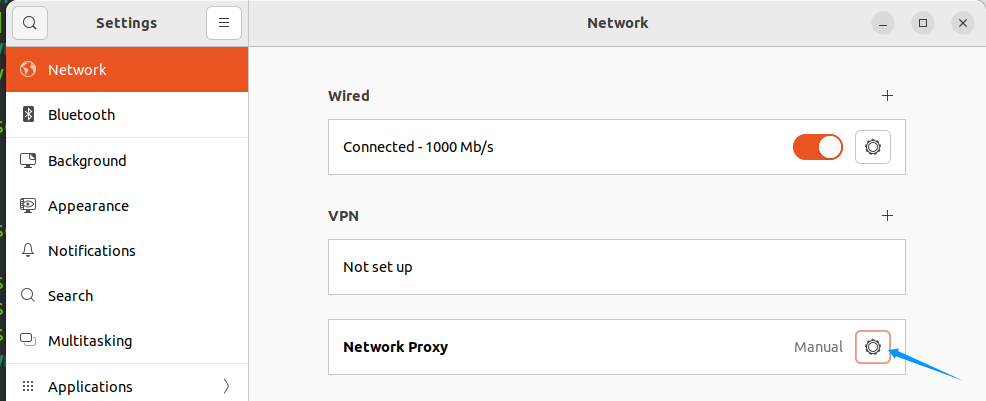 Settings
Network
Network
Bluetooth
Background
Appearance
Notifications
Search
Multitasking
Applications
Wired
Connected - 1000 Mb/s
VPN
Not set up
Network Proxy Manual